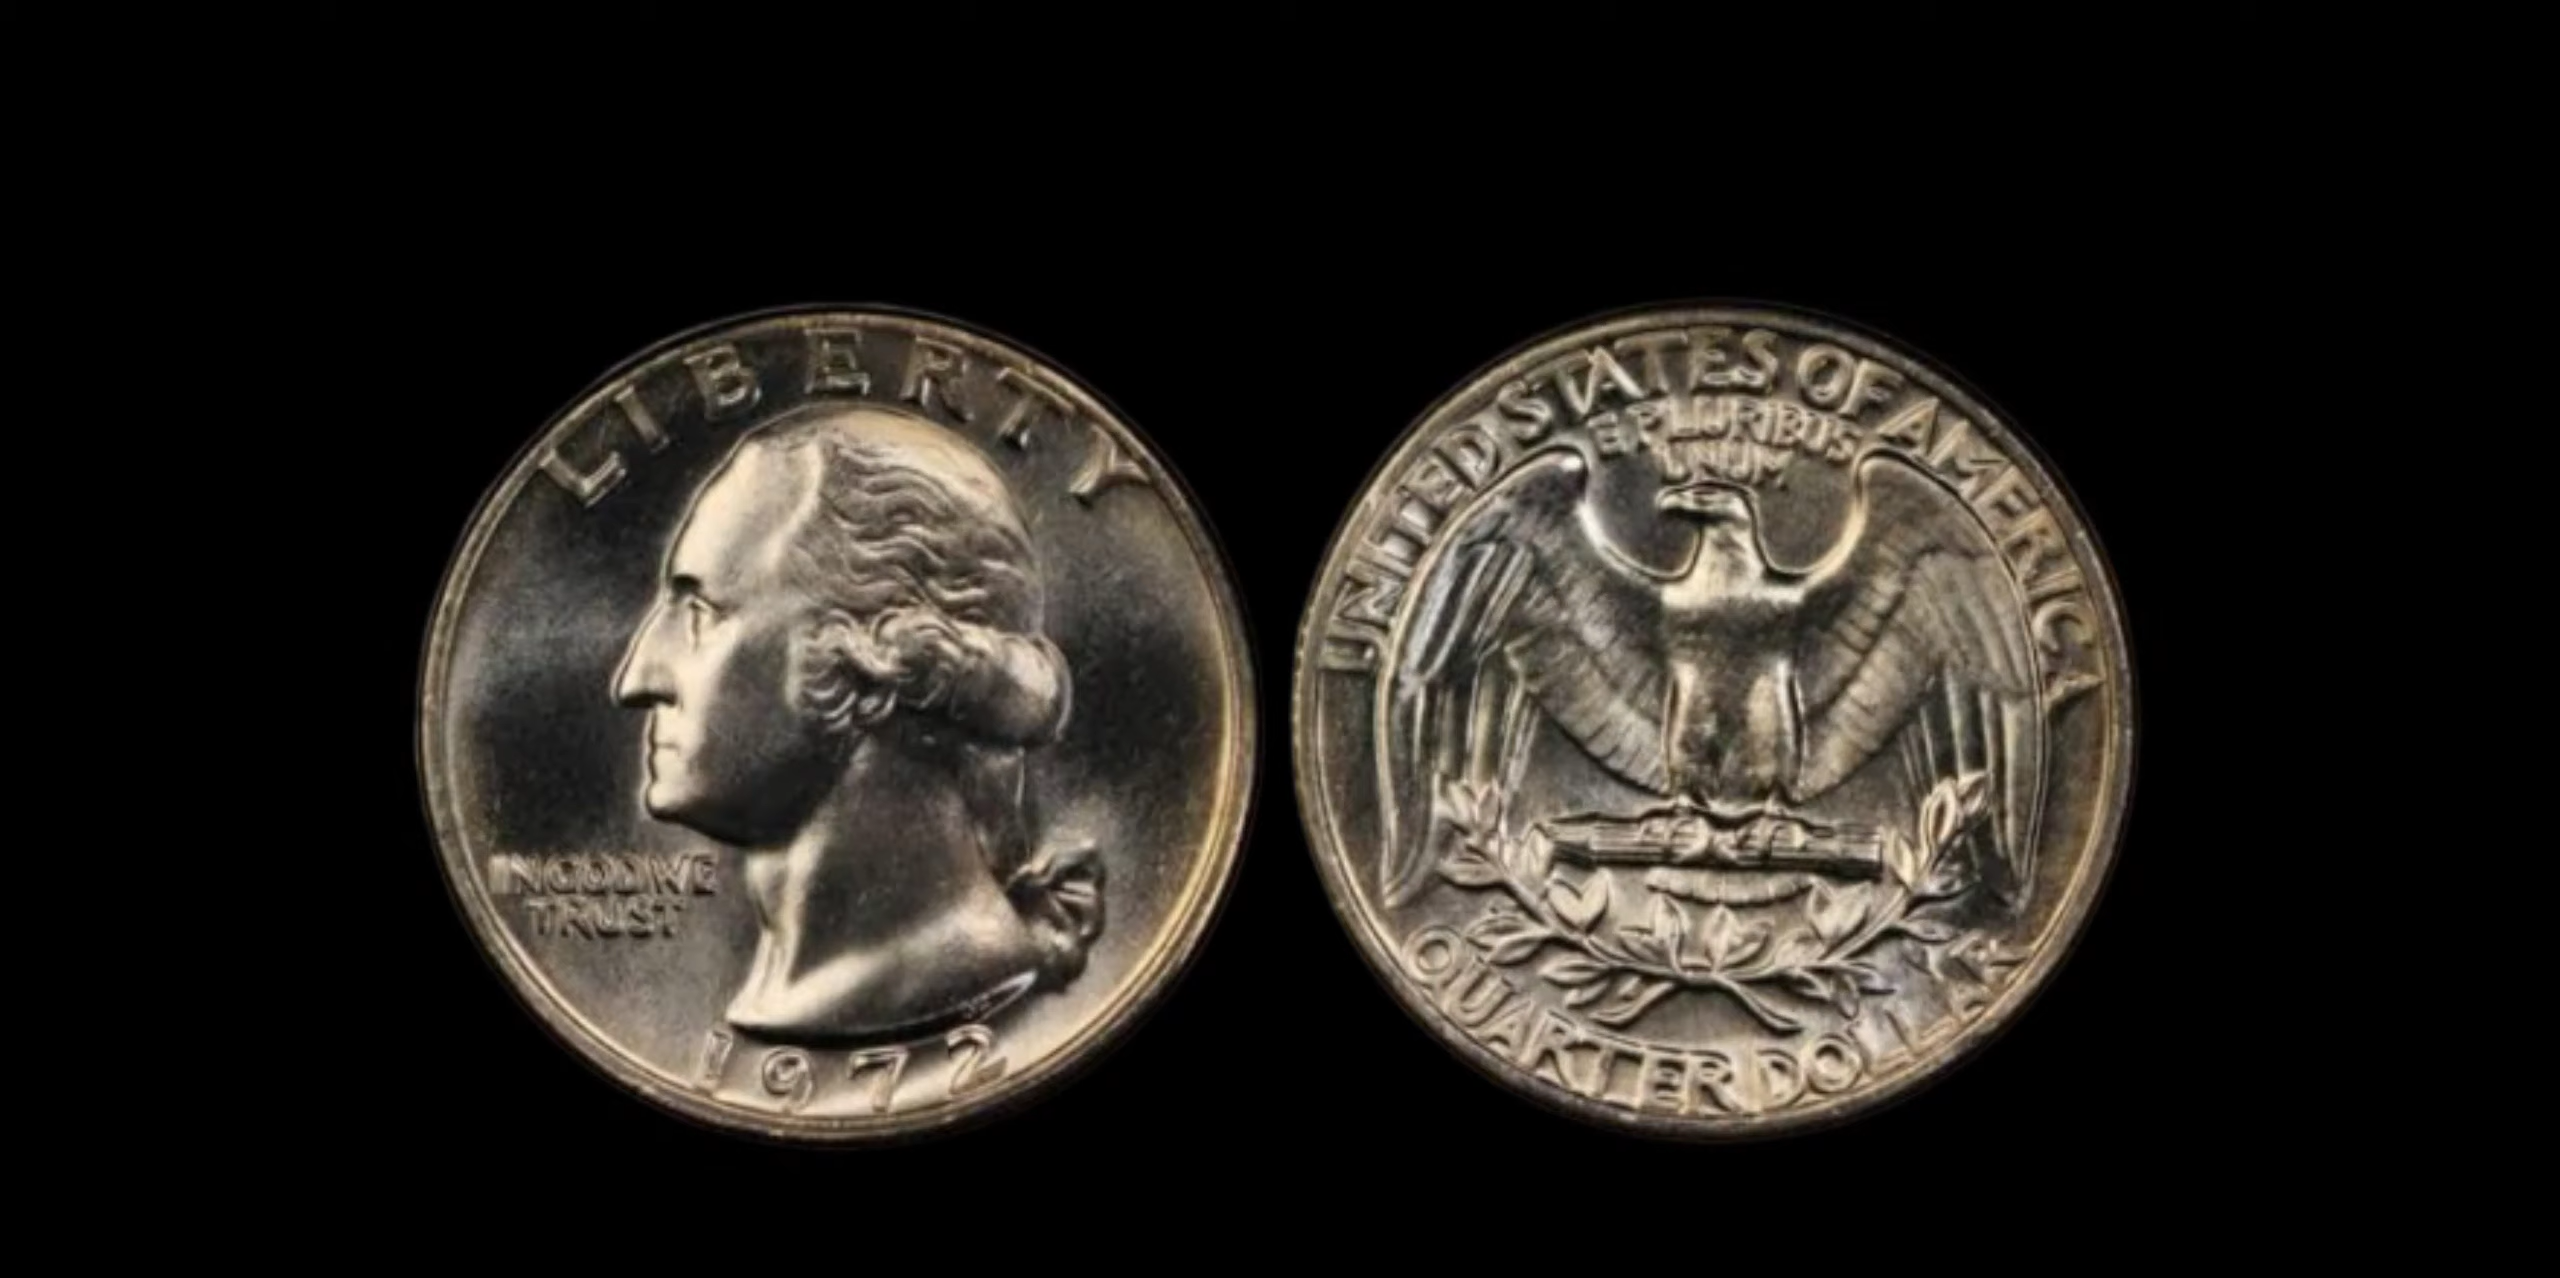 LIBERTY
IN GOD WE
TRUST
1972
UNITED STATES OF AMERICA
E PLURIBUS
UNUM
QUARTER DOLLAR